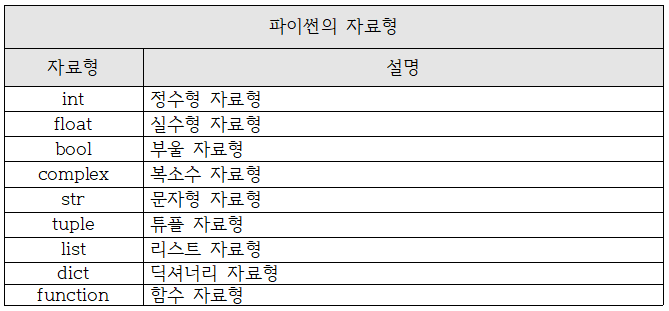 파이썬의 자료형
자료형 설명
int 정수형 자료형
float 실수형 자료형
bool 부울 자료형
complex 복소수 자료형
str 문자형 자료형
tuple 튜플 자료형
list 리스트 자료형
dict 딕셔너리 자료형
function 함수 자료형